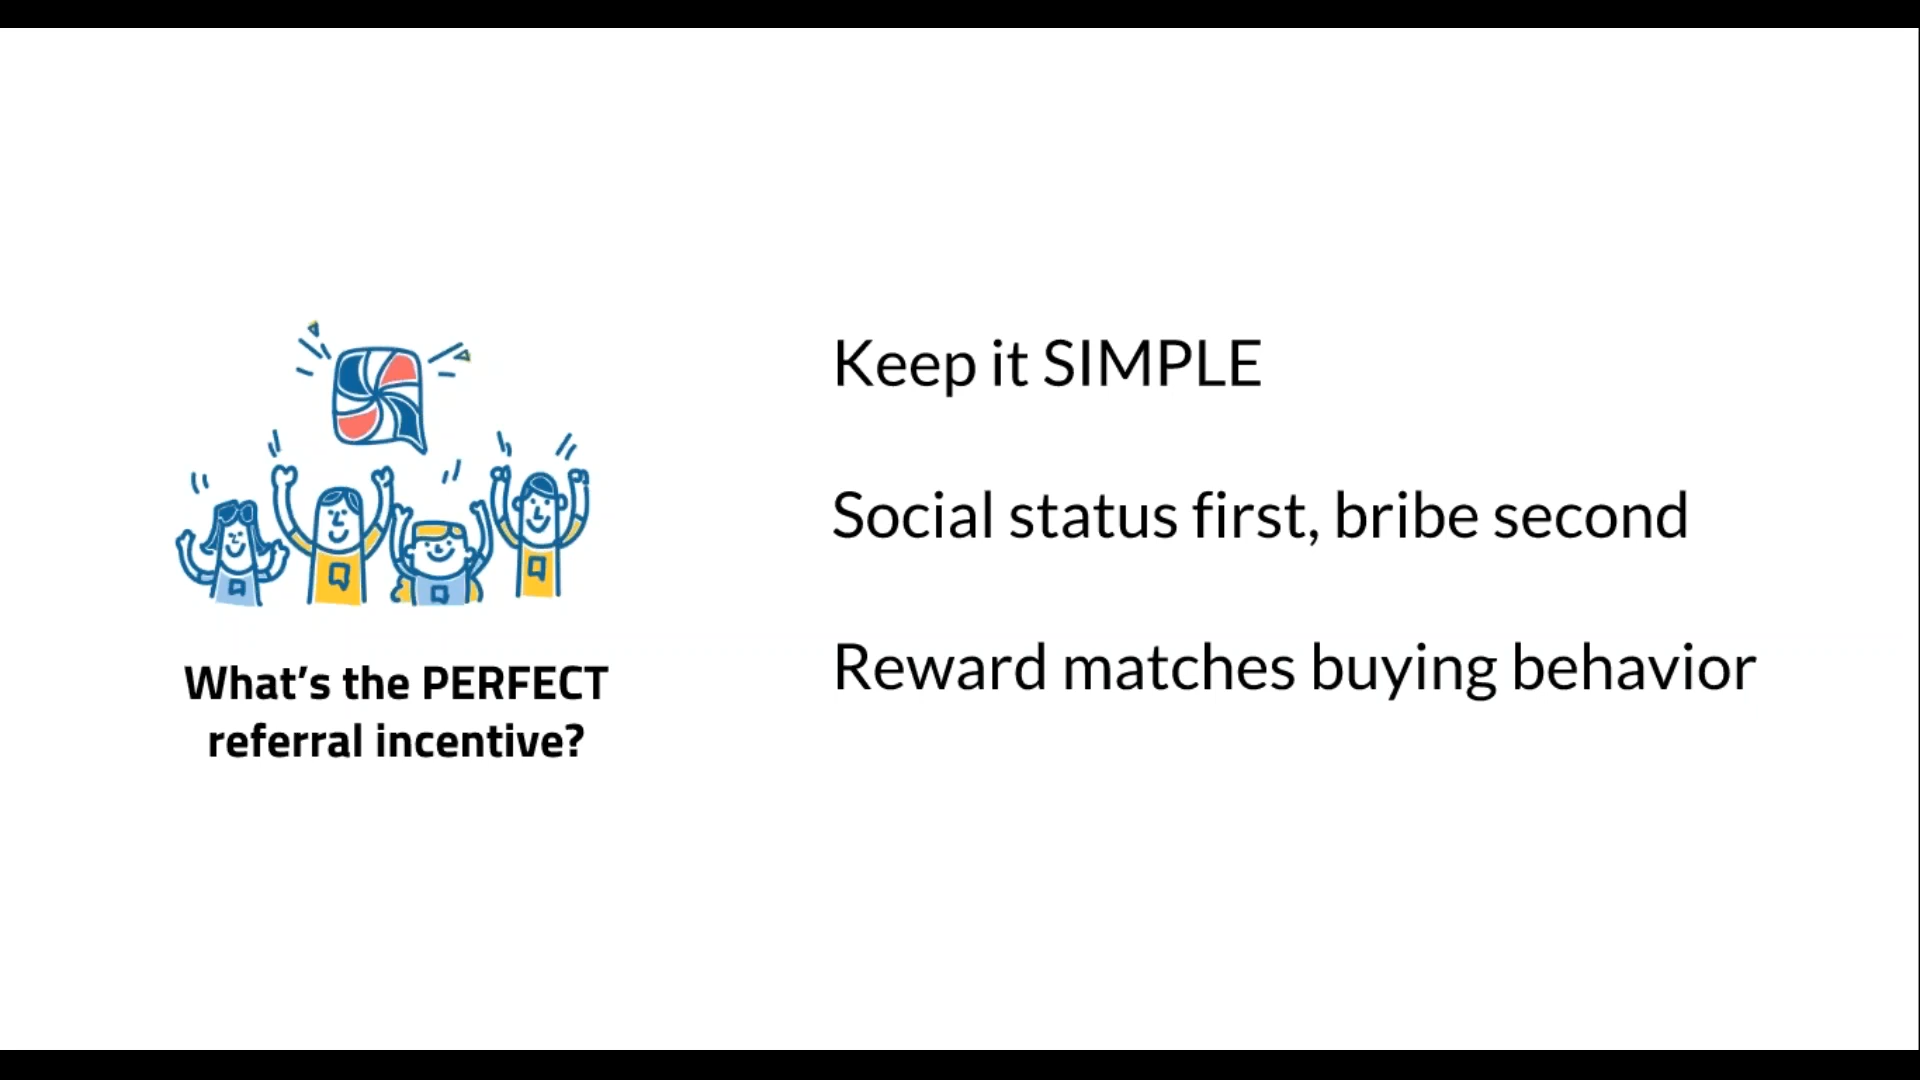 What’s the PERFECT
referral incentive?
Keep it SIMPLE
Social status first, bribe second
Reward matches buying behavior